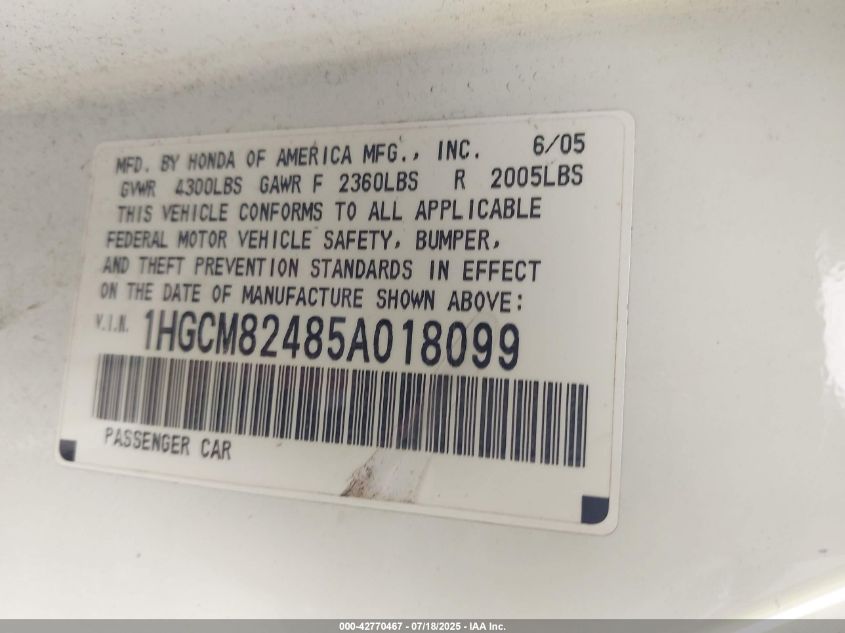 MFD. BY HONDA OF AMERICA MFG., INC. 6/05
GVWR 4300LBS GAWR F 2360LBS R 2005LBS
THIS VEHICLE CONFORMS TO ALL APPLICABLE
FEDERAL MOTOR VEHICLE SAFETY, BUMPER,
AND THEFT PREVENTION STANDARDS IN EFFECT
ON THE DATE OF MANUFACTURE SHOWN ABOVE:
V.I.N. 1HGCM82485A018099
PASSENGER CAR
000-42770467 - 07/18/2025 - IAA Inc.